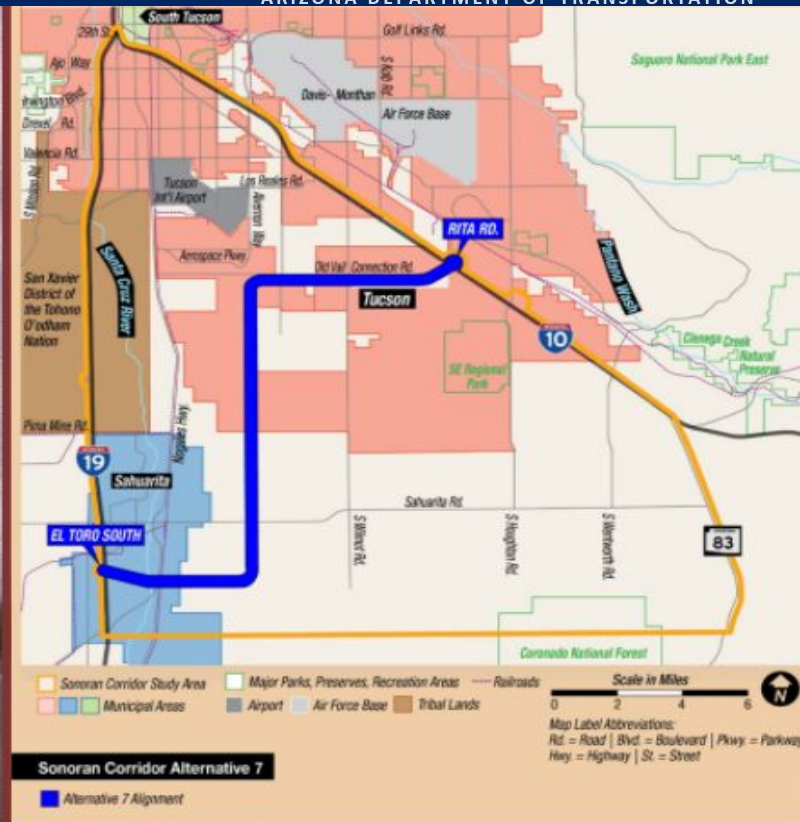 ARIZONA DEPARTMENT OF TRANSPORTATION
South Tucson
29th St.
Golf Links Rd.
Ajo Way
S Kolb Rd.
Saguaro National Park East
Irvington Blvd.
Davis- Monthan
Air Force Base
Drexel Rd.
Valencia Rd.
S Mission Rd.
Tucson
Int'l Airport
Los Reales Rd.
Alvernon Way
RITA RD.
Santa Cruz River
Aerospace Pkwy.
Old Vail Connection Rd.
Pantano Wash
San Xavier
District of
the Tohono
O'odham
Nation
Tucson
10
Cienega Creek
Natural
Preserve
SE Regional
Park
Pima Mine Rd.
Nogales Hwy.
19
Sahuarita
Sahuarita Rd.
EL TORO SOUTH
S Wilmot Rd.
S Houghton Rd.
S Wentworth Rd.
83
Coronado National Forest
Sonoran Corridor Study Area
Major Parks, Preserves, Recreation Areas
Railroads
Municipal Areas
Airport
Air Force Base
Tribal Lands
Scale in Miles
0 2 4 6
N
Map Label Abbreviations:
Rd. = Road | Blvd. = Boulevard | Pkwy. = Parkway
Hwy. = Highway | St. = Street
Sonoran Corridor Alternative 7
Alternative 7 Alignment